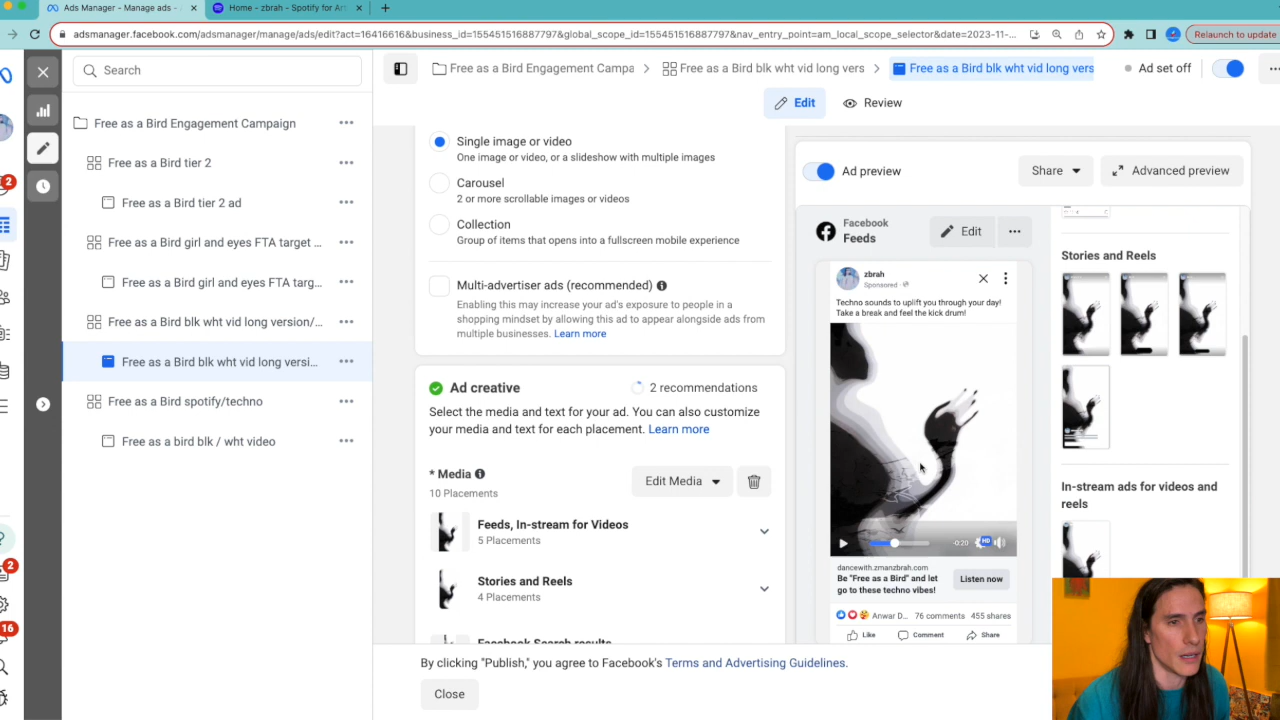 Ads Manager - Manage ads -
Home – zbrah – Spotify for Ar
adsmanager.facebook.com/adsmanager/manage/ads/edit?act=16416616&business_id=155451516887797&global_scope_id=155451516887797&nav_entry_point=am_local_scope_selector&date=2023-11-...
Relaunch to update
Search
Free as a Bird Engagement Campa
Free as a Bird blk wht vid long vers
Free as a Bird blk wht vid long vers
Ad set off
Edit
Review
Free as a Bird Engagement Campaign
Free as a Bird tier 2
Free as a Bird tier 2 ad
Free as a Bird girl and eyes FTA target ...
Free as a Bird girl and eyes FTA targ...
Free as a Bird blk wht vid long version/...
Free as a Bird blk wht vid long versi...
Free as a Bird spotify/techno
Free as a bird blk / wht video
2
2
16
Single image or video
One image or video, or a slideshow with multiple images
Carousel
2 or more scrollable images or videos
Collection
Group of items that opens into a fullscreen mobile experience
Multi-advertiser ads (recommended)
Enabling this may increase your ad's exposure to people in a
shopping mindset by allowing this ad to appear alongside ads from
multiple businesses. Learn more
Ad creative
2 recommendations
Select the media and text for your ad. You can also customize
your media and text for each placement. Learn more
* Media
10 Placements
Edit Media
Feeds, In-stream for Videos
5 Placements
Stories and Reels
4 Placements
Facebook Search results
By clicking "Publish," you agree to Facebook's Terms and Advertising Guidelines.
Close
Ad preview
Share
Advanced preview
Facebook
Feeds
Edit
zbrah
Sponsored ·
Techno sounds to uplift you through your day!
Take a break and feel the kick drum!
-0:20
HD
dancewith.zmanzbrah.com
Be "Free as a Bird" and let
go to these techno vibes!
Listen now
Anwar D...
76 comments
455 shares
Like
Comment
Share
Stories and Reels
In-stream ads for videos and
reels